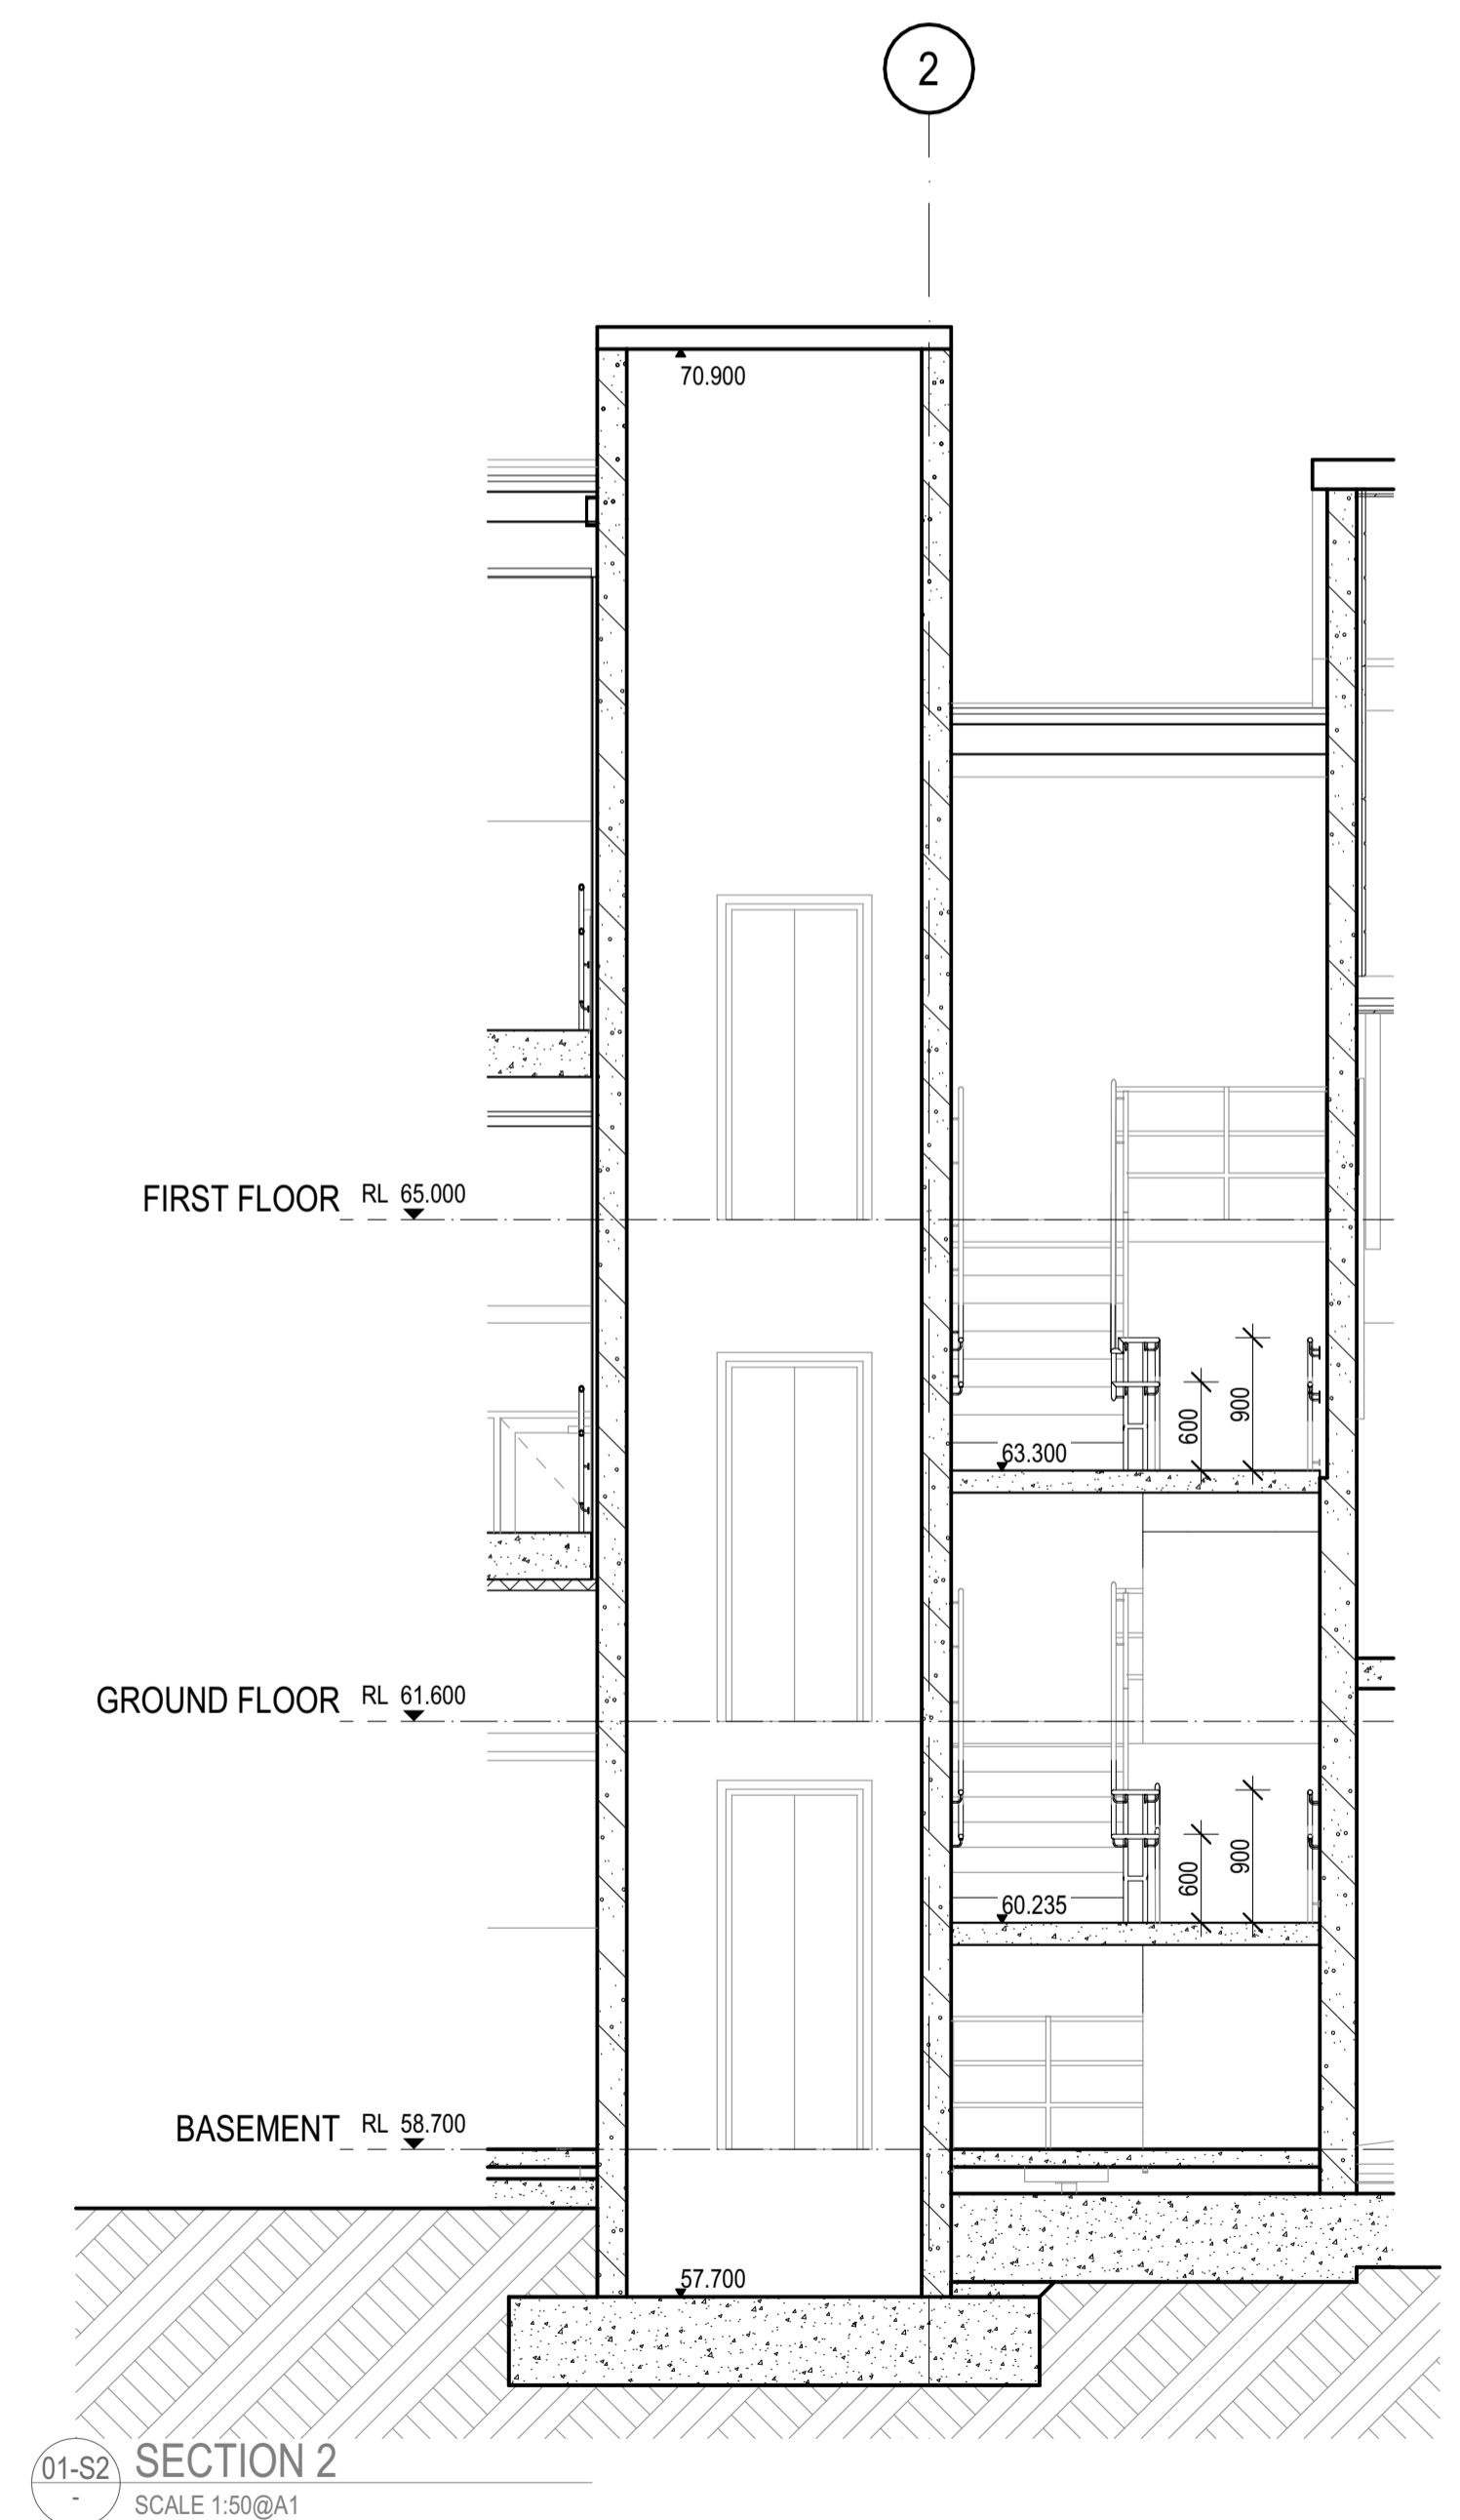 2
70.900
FIRST FLOOR RL 65.000
900
600
63.300
GROUND FLOOR RL 61.600
900
600
60.235
BASEMENT RL 58.700
57.700
01-S2
-
SECTION 2
SCALE 1:50@A1